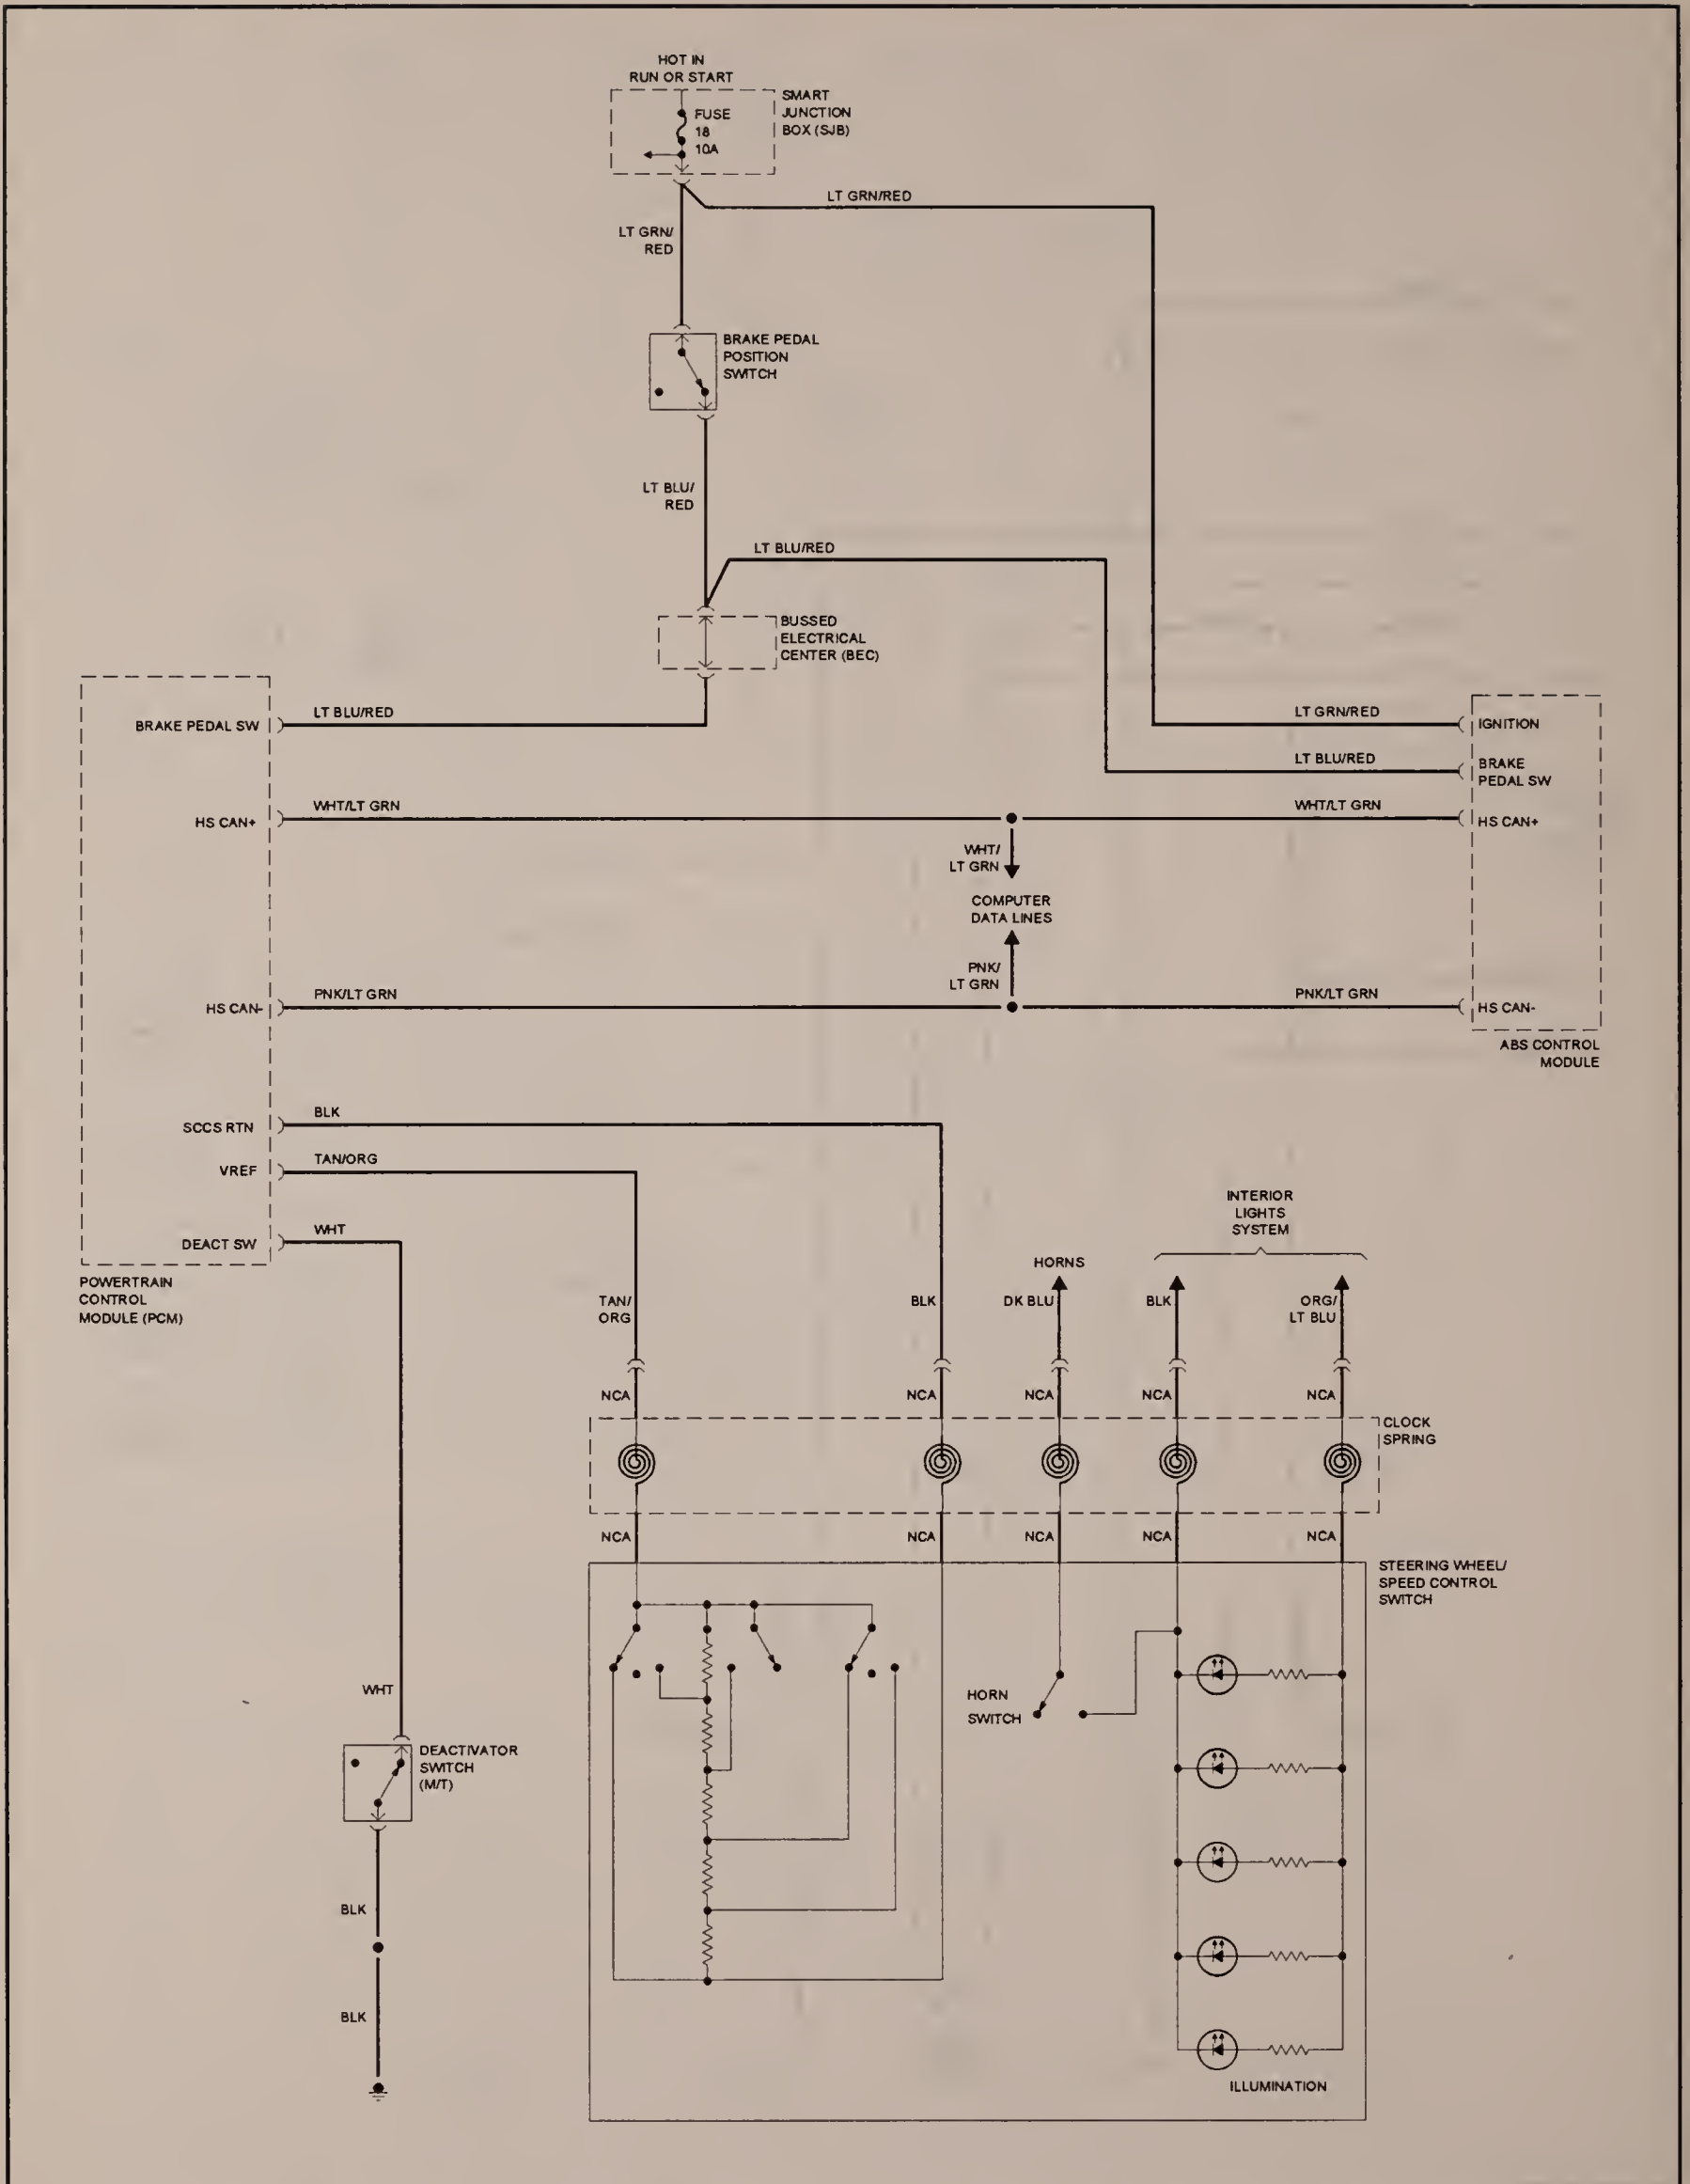 HOT IN
RUN OR START
SMART
JUNCTION
BOX (SJB)
FUSE
18
10A
LT GRN/RED
LT GRN/
RED
BRAKE PEDAL
POSITION
SWITCH
LT BLU/
RED
LT BLU/RED
BUSSED
ELECTRICAL
CENTER (BEC)
BRAKE PEDAL SW
LT BLU/RED
LT GRN/RED
IGNITION
LT BLU/RED
BRAKE
PEDAL SW
HS CAN+
WHT/LT GRN
WHT/LT GRN
HS CAN+
WHT/
LT GRN
COMPUTER
DATA LINES
PNK/
LT GRN
HS CAN-
PNK/LT GRN
PNK/LT GRN
HS CAN-
ABS CONTROL
MODULE
SCCS RTN
BLK
VREF
TAN/ORG
DEACT SW
WHT
POWERTRAIN
CONTROL
MODULE (PCM)
INTERIOR
LIGHTS
SYSTEM
HORNS
TAN/
ORG
BLK
DK BLU
BLK
ORG/
LT BLU
NCA
NCA
NCA
NCA
NCA
CLOCK
SPRING
NCA
NCA
NCA
NCA
NCA
STEERING WHEEL/
SPEED CONTROL
SWITCH
HORN
SWITCH
WHT
DEACTIVATOR
SWITCH
(M/T)
BLK
BLK
ILLUMINATION